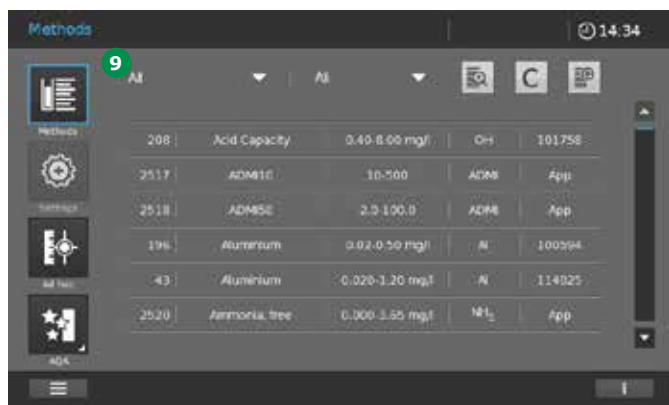 Methods 14:34
9
All All C
Methods
208 Acid Capacity 0.40-8.00 mg/l OH 101758
Settings
2517 ADMI10 10-500 ADMI App
2518 ADMI50 2.0-100.0 ADMI App
196 Aluminium 0.02-0.50 mg/l Al 100594
Ad hoc
43 Aluminium 0.020-1.20 mg/l Al 114825
2520 Ammonia, free 0.000-3.65 mg/l NH₃ App
AQA
i